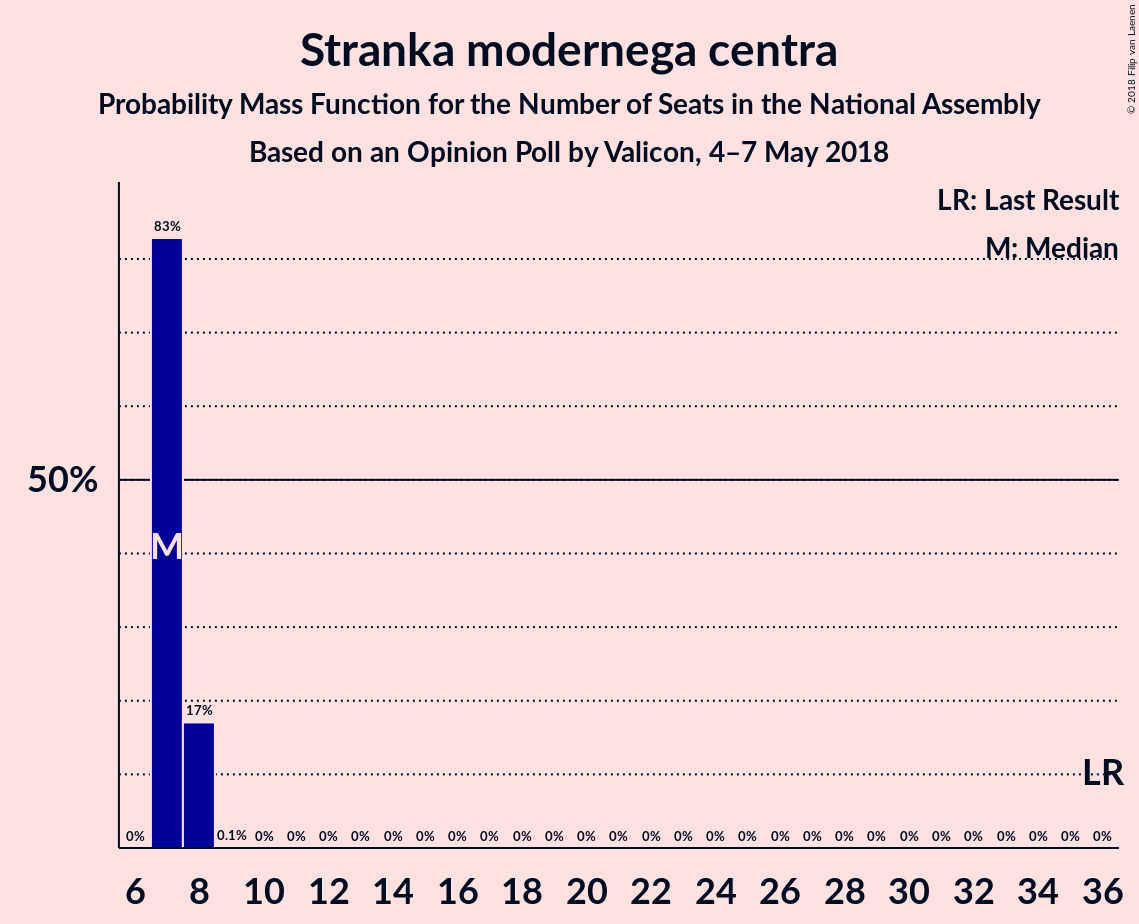 Stranka modernega centra
Probability Mass Function for the Number of Seats in the National Assembly
Based on an Opinion Poll by Valicon, 4–7 May 2018
© 2018 Filip van Laenen
LR: Last Result
M: Median
83%
50%
M
17%
LR
0% 0.1% 0% 0% 0% 0% 0% 0% 0% 0% 0% 0% 0% 0% 0% 0% 0% 0% 0% 0% 0% 0% 0% 0% 0% 0% 0% 0% 0%
6 8 10 12 14 16 18 20 22 24 26 28 30 32 34 36